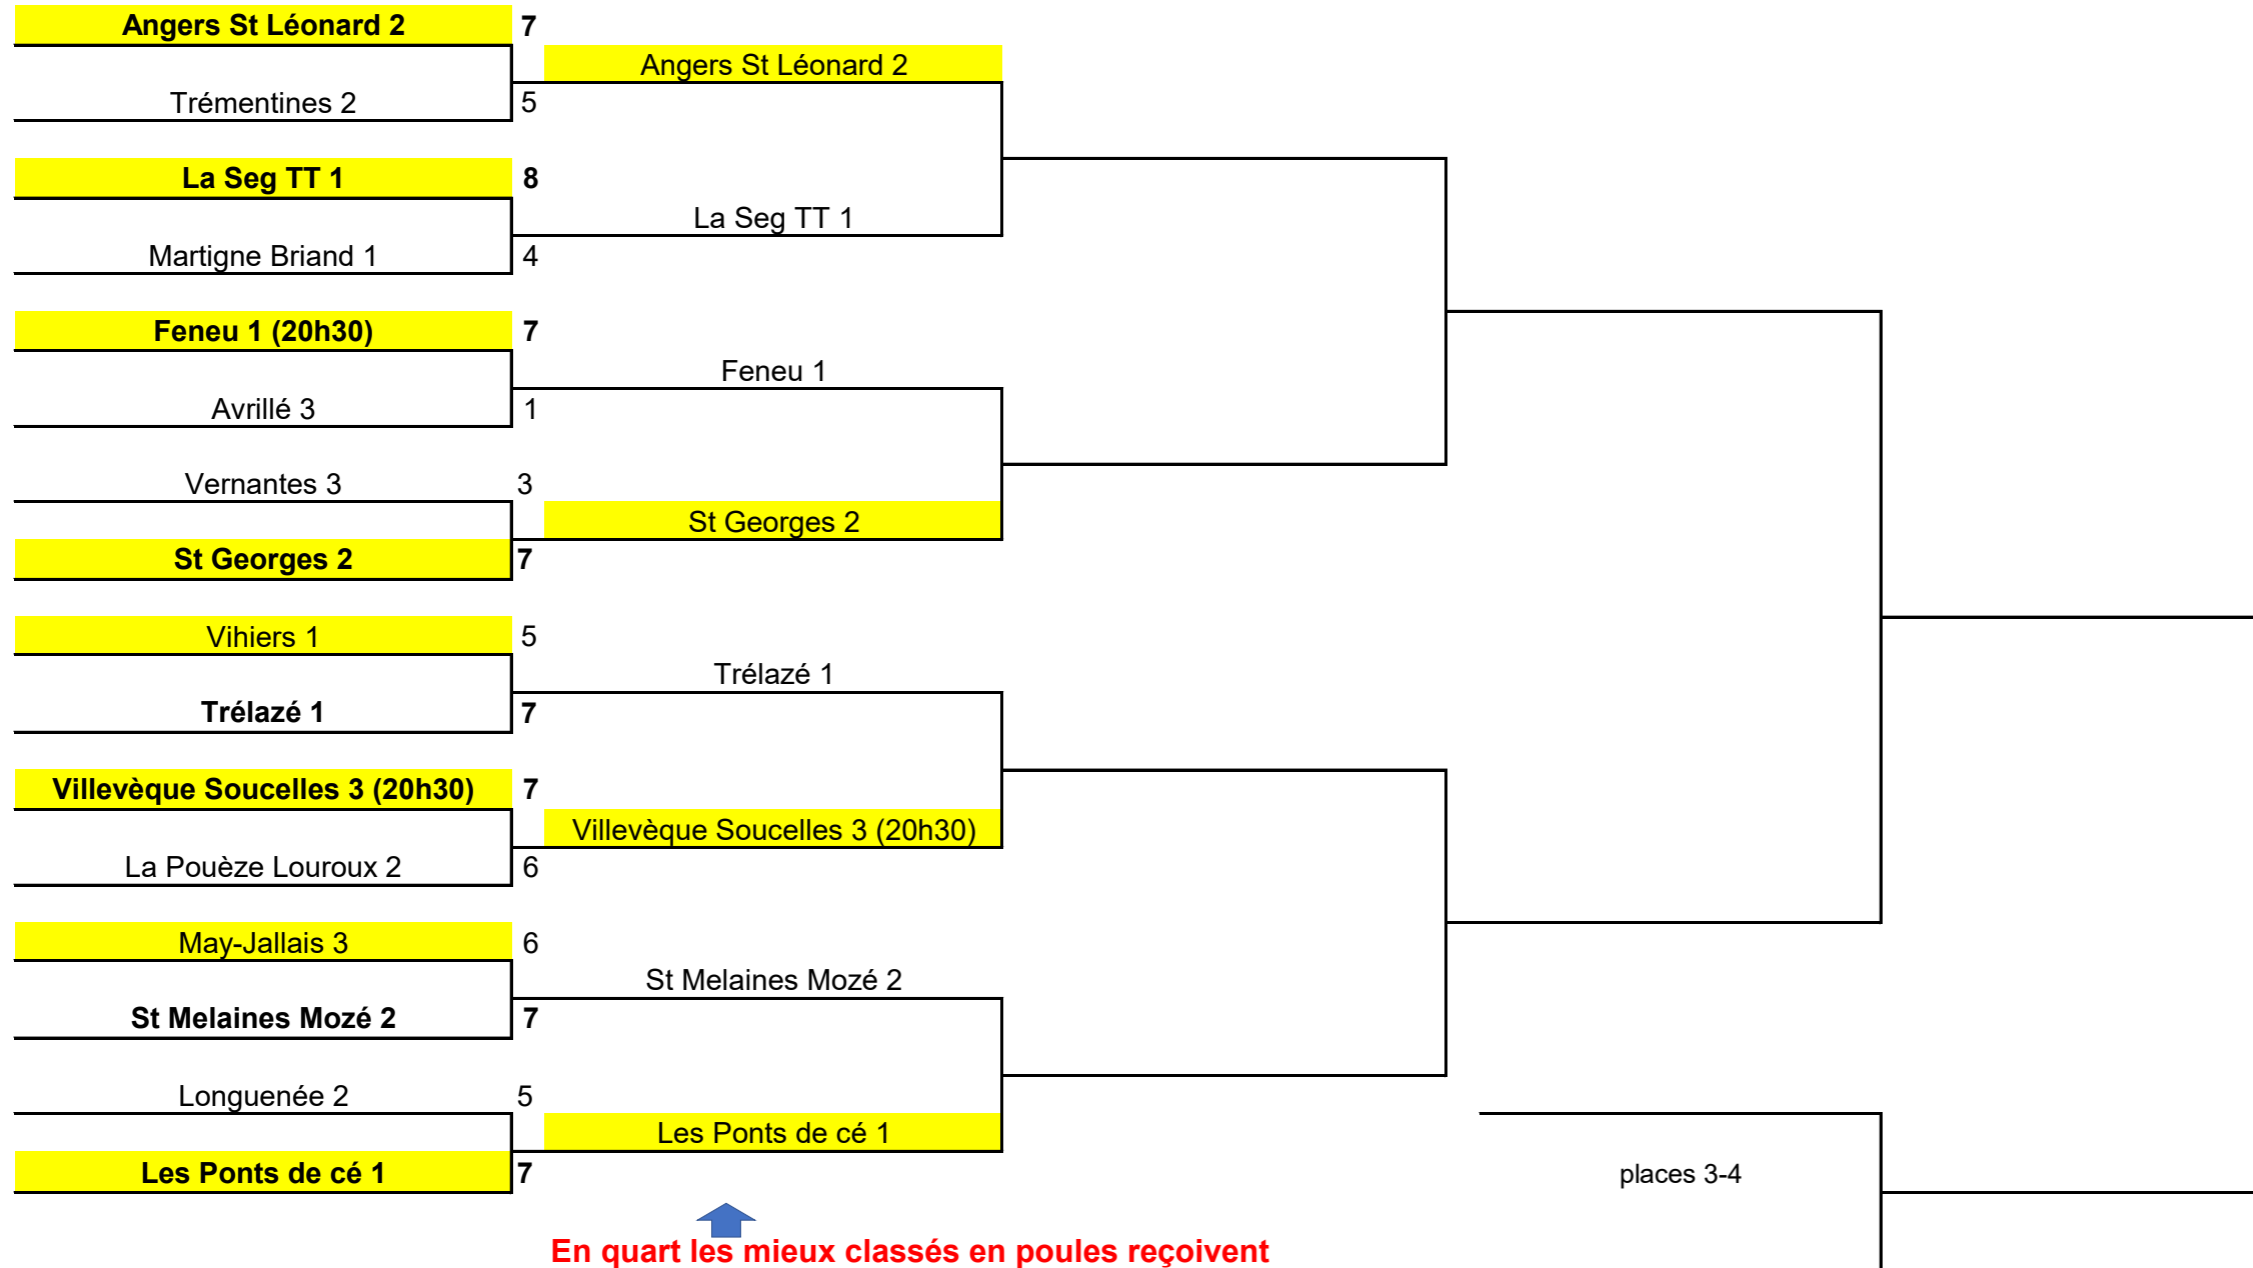 Angers St Léonard 2 7
Angers St Léonard 2
Trémentines 2 5
La Seg TT 1 8
La Seg TT 1
Martigne Briand 1 4
Feneu 1 (20h30) 7
Feneu 1
Avrillé 3 1
Vernantes 3 3
St Georges 2
St Georges 2 7
Vihiers 1 5
Trélazé 1
Trélazé 1 7
Villevèque Soucelles 3 (20h30) 7
Villevèque Soucelles 3 (20h30)
La Pouèze Louroux 2 6
May-Jallais 3 6
St Melaines Mozé 2
St Melaines Mozé 2 7
Longuenée 2 5
Les Ponts de cé 1
Les Ponts de cé 1 7
places 3-4
En quart les mieux classés en poules reçoivent